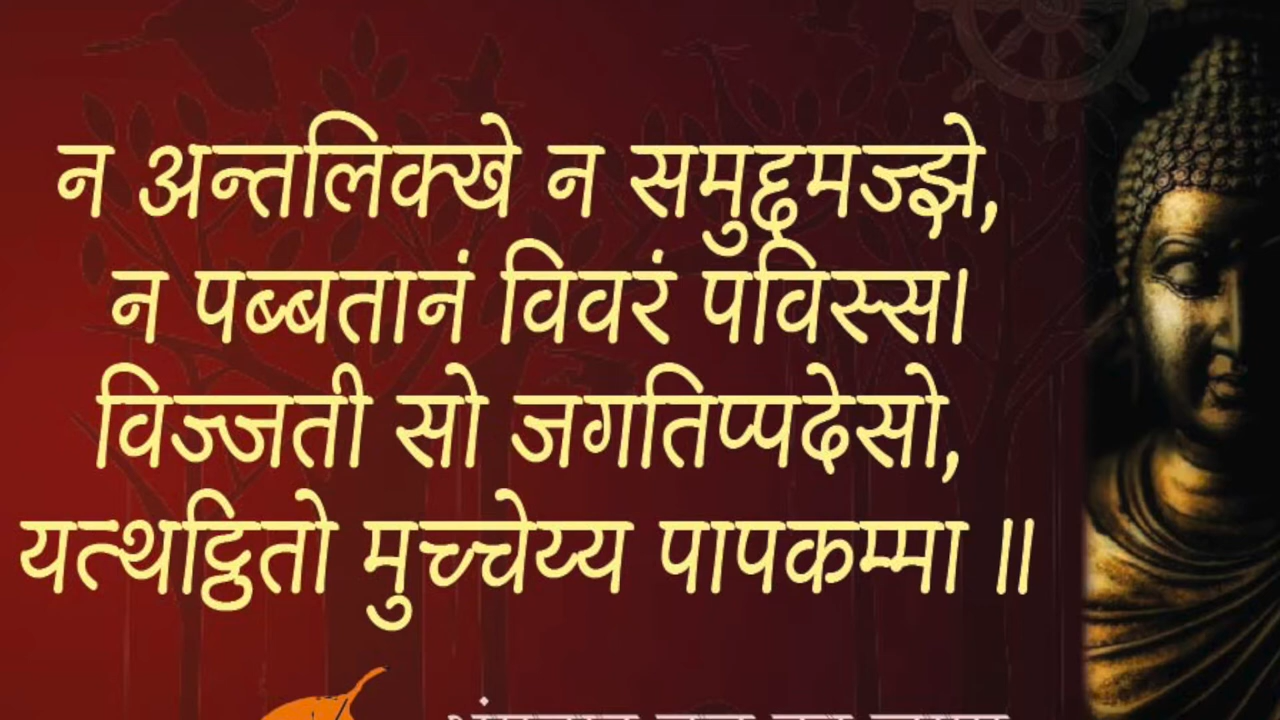 न अन्तलिक्खे न समुद्दमज्झे,
न पब्बतानं विवरं पविस्स।
विज्जती सो जगतिप्पदेसो,
यत्थट्ठितो मुच्चेय्य पापकम्मा ॥